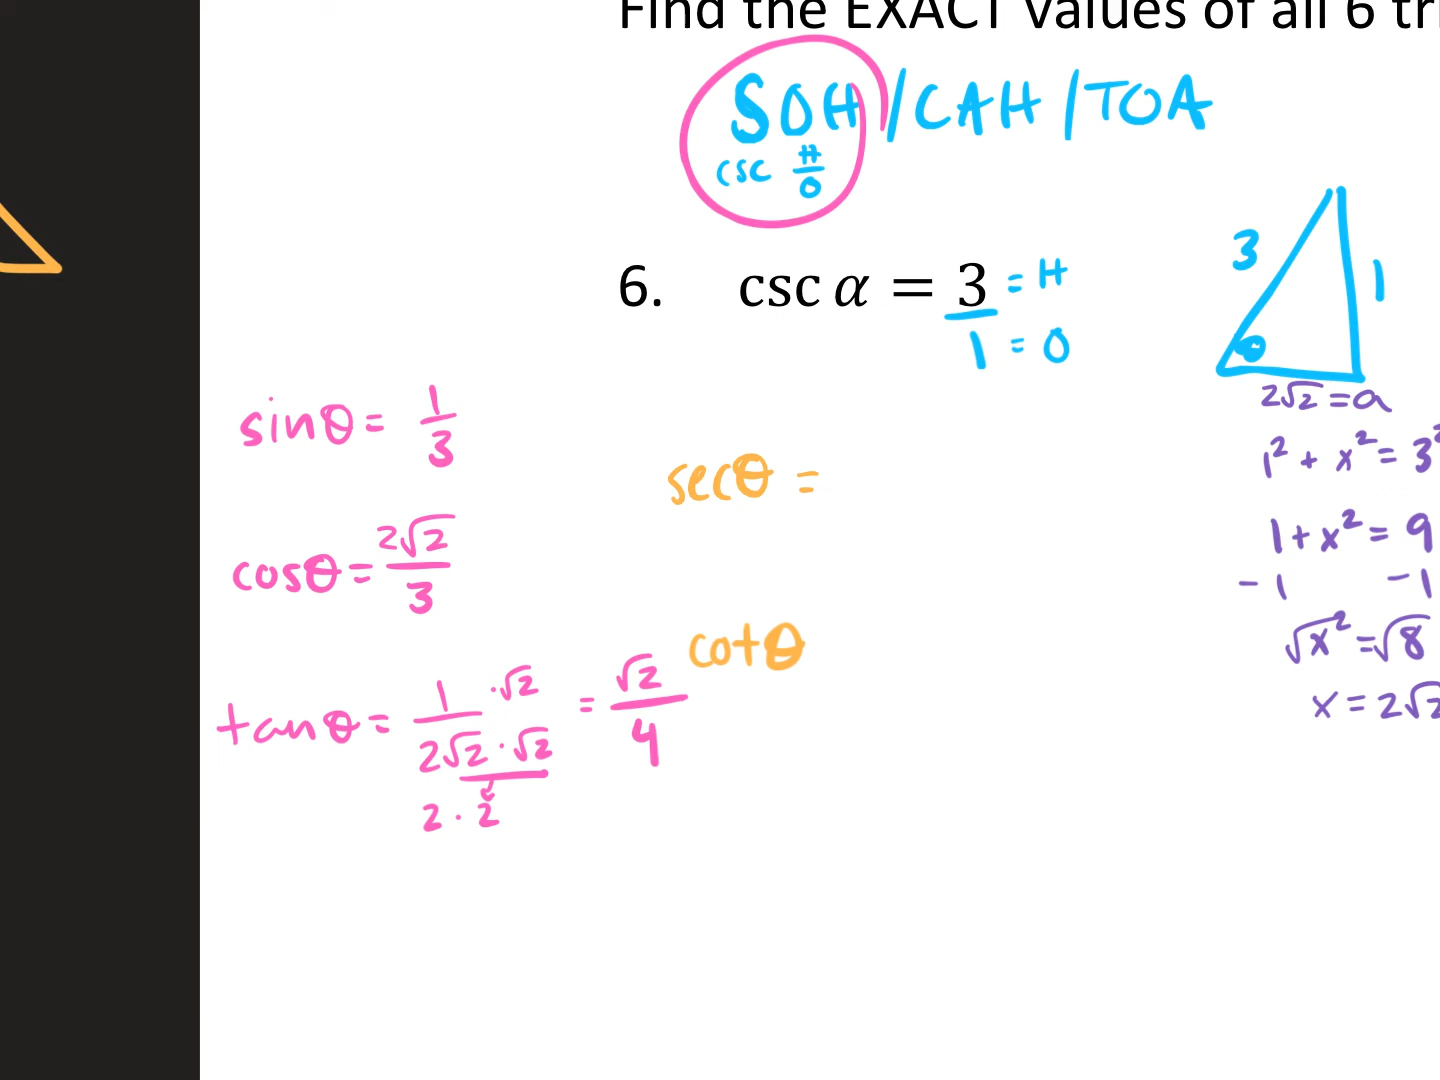 Find the EXACT values of all 6 tri
SOH/CAH/TOA
csc H/O
6. csc α = 3 = H
1 = O
3
1
θ
2√2 = a
sinθ = 1/3
1² + x² = 3²
secθ =
cosθ = 2√2/3
1 + x² = 9
-1 -1
√x² = √8
cotθ
x = 2√2
tanθ = 1·√2/2√2·√2 = √2/4
2·2